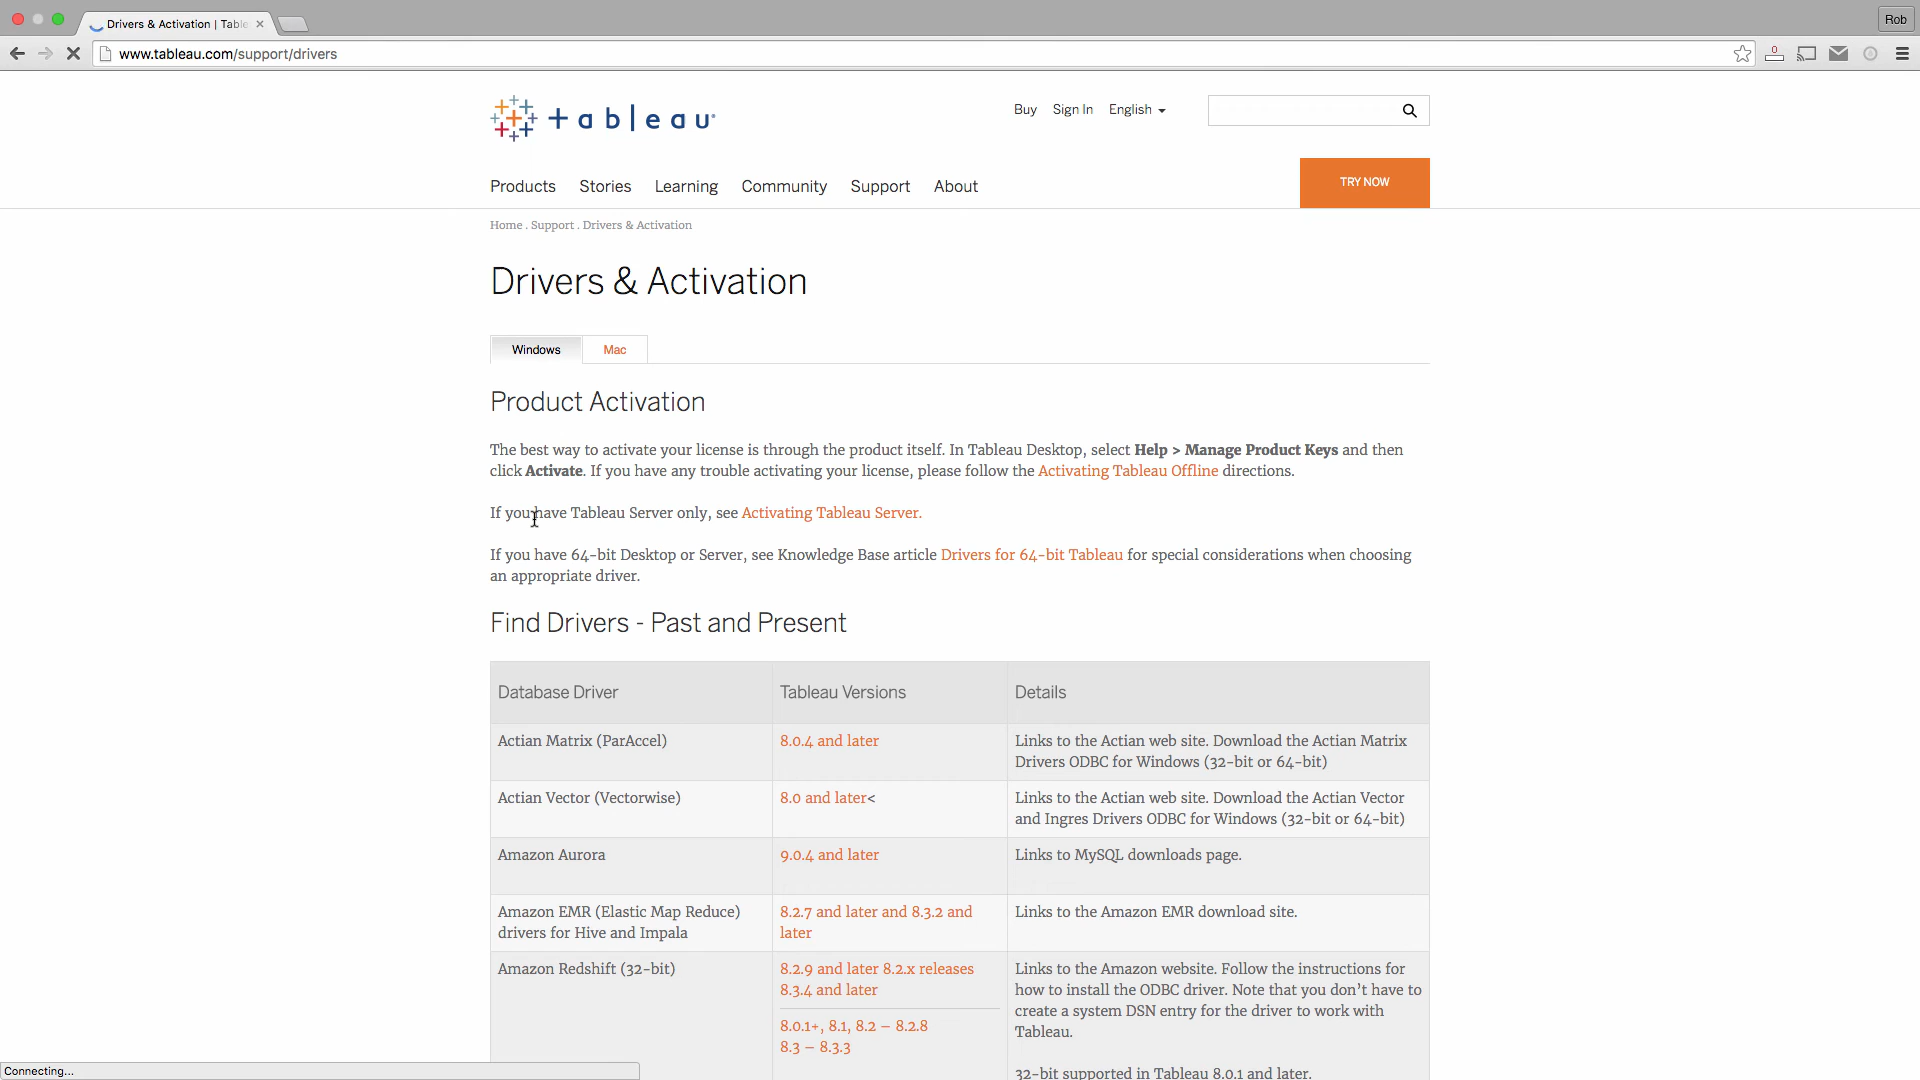 Drivers & Activation | Table
Rob
www.tableau.com/support/drivers
0
+ a b l e a u
Buy Sign In English
Products Stories Learning Community Support About
TRY NOW
Home . Support . Drivers & Activation
Drivers & Activation
Windows Mac
Product Activation
The best way to activate your license is through the product itself. In Tableau Desktop, select Help > Manage Product Keys and then
click Activate. If you have any trouble activating your license, please follow the Activating Tableau Offline directions.
If you have Tableau Server only, see Activating Tableau Server.
If you have 64-bit Desktop or Server, see Knowledge Base article Drivers for 64-bit Tableau for special considerations when choosing
an appropriate driver.
Find Drivers - Past and Present
Database Driver Tableau Versions Details
Actian Matrix (ParAccel) 8.0.4 and later Links to the Actian web site. Download the Actian Matrix
Drivers ODBC for Windows (32-bit or 64-bit)
Actian Vector (Vectorwise) 8.0 and later< Links to the Actian web site. Download the Actian Vector
and Ingres Drivers ODBC for Windows (32-bit or 64-bit)
Amazon Aurora 9.0.4 and later Links to MySQL downloads page.
Amazon EMR (Elastic Map Reduce) 8.2.7 and later and 8.3.2 and Links to the Amazon EMR download site.
drivers for Hive and Impala later
Amazon Redshift (32-bit) 8.2.9 and later 8.2.x releases Links to the Amazon website. Follow the instructions for
8.3.4 and later how to install the ODBC driver. Note that you don't have to
create a system DSN entry for the driver to work with
8.0.1+, 8.1, 8.2 – 8.2.8 Tableau.
8.3 – 8.3.3
32-bit supported in Tableau 8.0.1 and later.
Connecting...